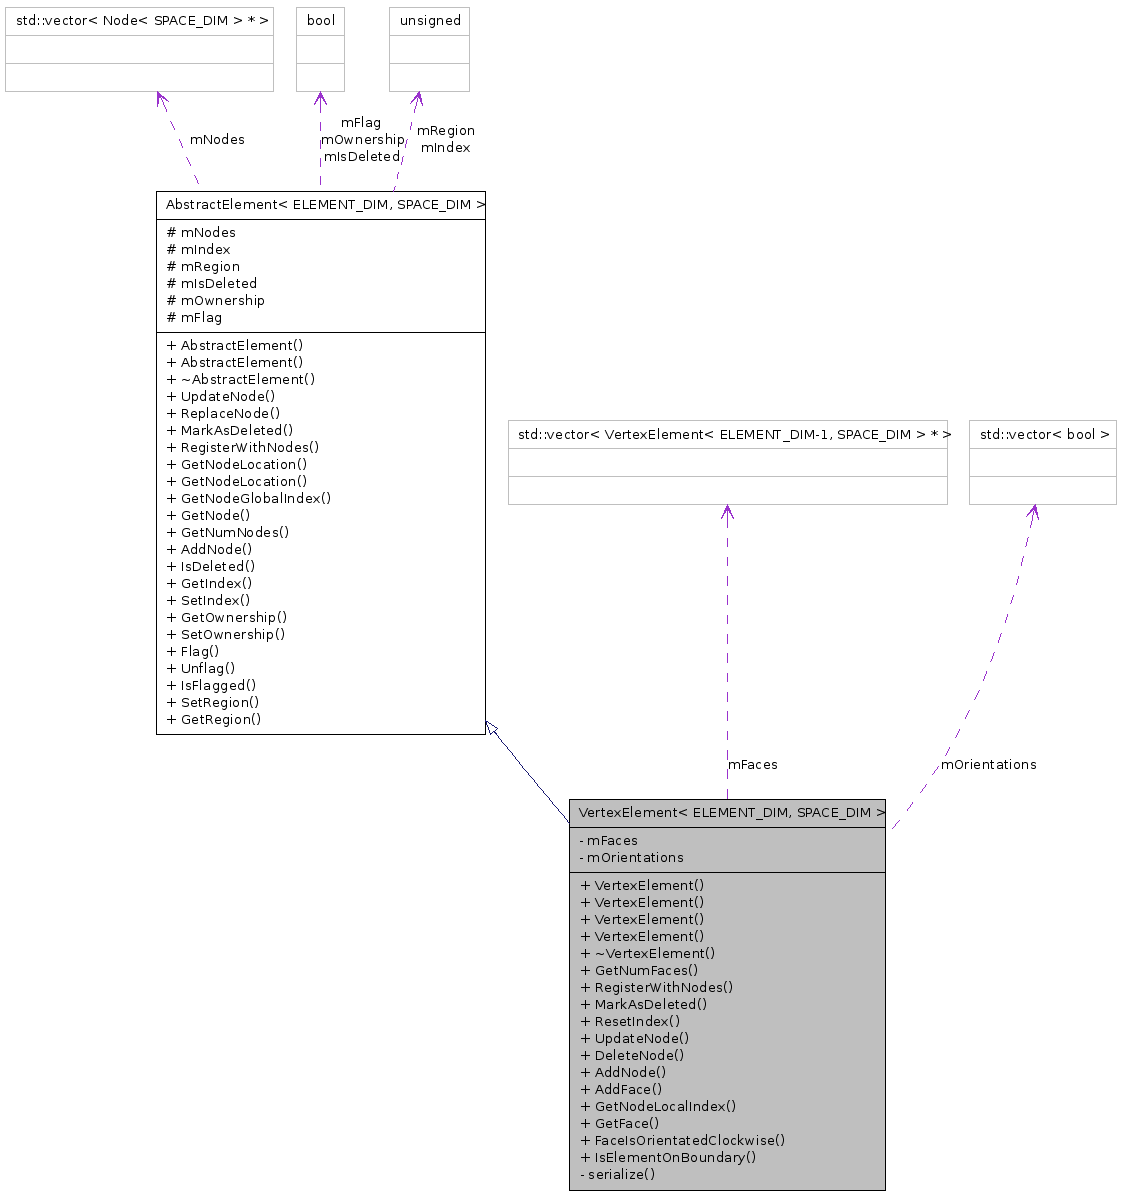 std::vector< Node< SPACE_DIM > * >
bool
unsigned
mNodes
mFlag
mOwnership
mIsDeleted
mRegion
mIndex
AbstractElement< ELEMENT_DIM, SPACE_DIM >
# mNodes
# mIndex
# mRegion
# mIsDeleted
# mOwnership
# mFlag
+ AbstractElement()
+ AbstractElement()
+ ~AbstractElement()
+ UpdateNode()
+ ReplaceNode()
+ MarkAsDeleted()
+ RegisterWithNodes()
+ GetNodeLocation()
+ GetNodeLocation()
+ GetNodeGlobalIndex()
+ GetNode()
+ GetNumNodes()
+ AddNode()
+ IsDeleted()
+ GetIndex()
+ SetIndex()
+ GetOwnership()
+ SetOwnership()
+ Flag()
+ Unflag()
+ IsFlagged()
+ SetRegion()
+ GetRegion()
std::vector< VertexElement< ELEMENT_DIM-1, SPACE_DIM > * >
std::vector< bool >
mFaces
mOrientations
VertexElement< ELEMENT_DIM, SPACE_DIM >
- mFaces
- mOrientations
+ VertexElement()
+ VertexElement()
+ VertexElement()
+ VertexElement()
+ ~VertexElement()
+ GetNumFaces()
+ RegisterWithNodes()
+ MarkAsDeleted()
+ ResetIndex()
+ UpdateNode()
+ DeleteNode()
+ AddNode()
+ AddFace()
+ GetNodeLocalIndex()
+ GetFace()
+ FaceIsOrientatedClockwise()
+ IsElementOnBoundary()
- serialize()